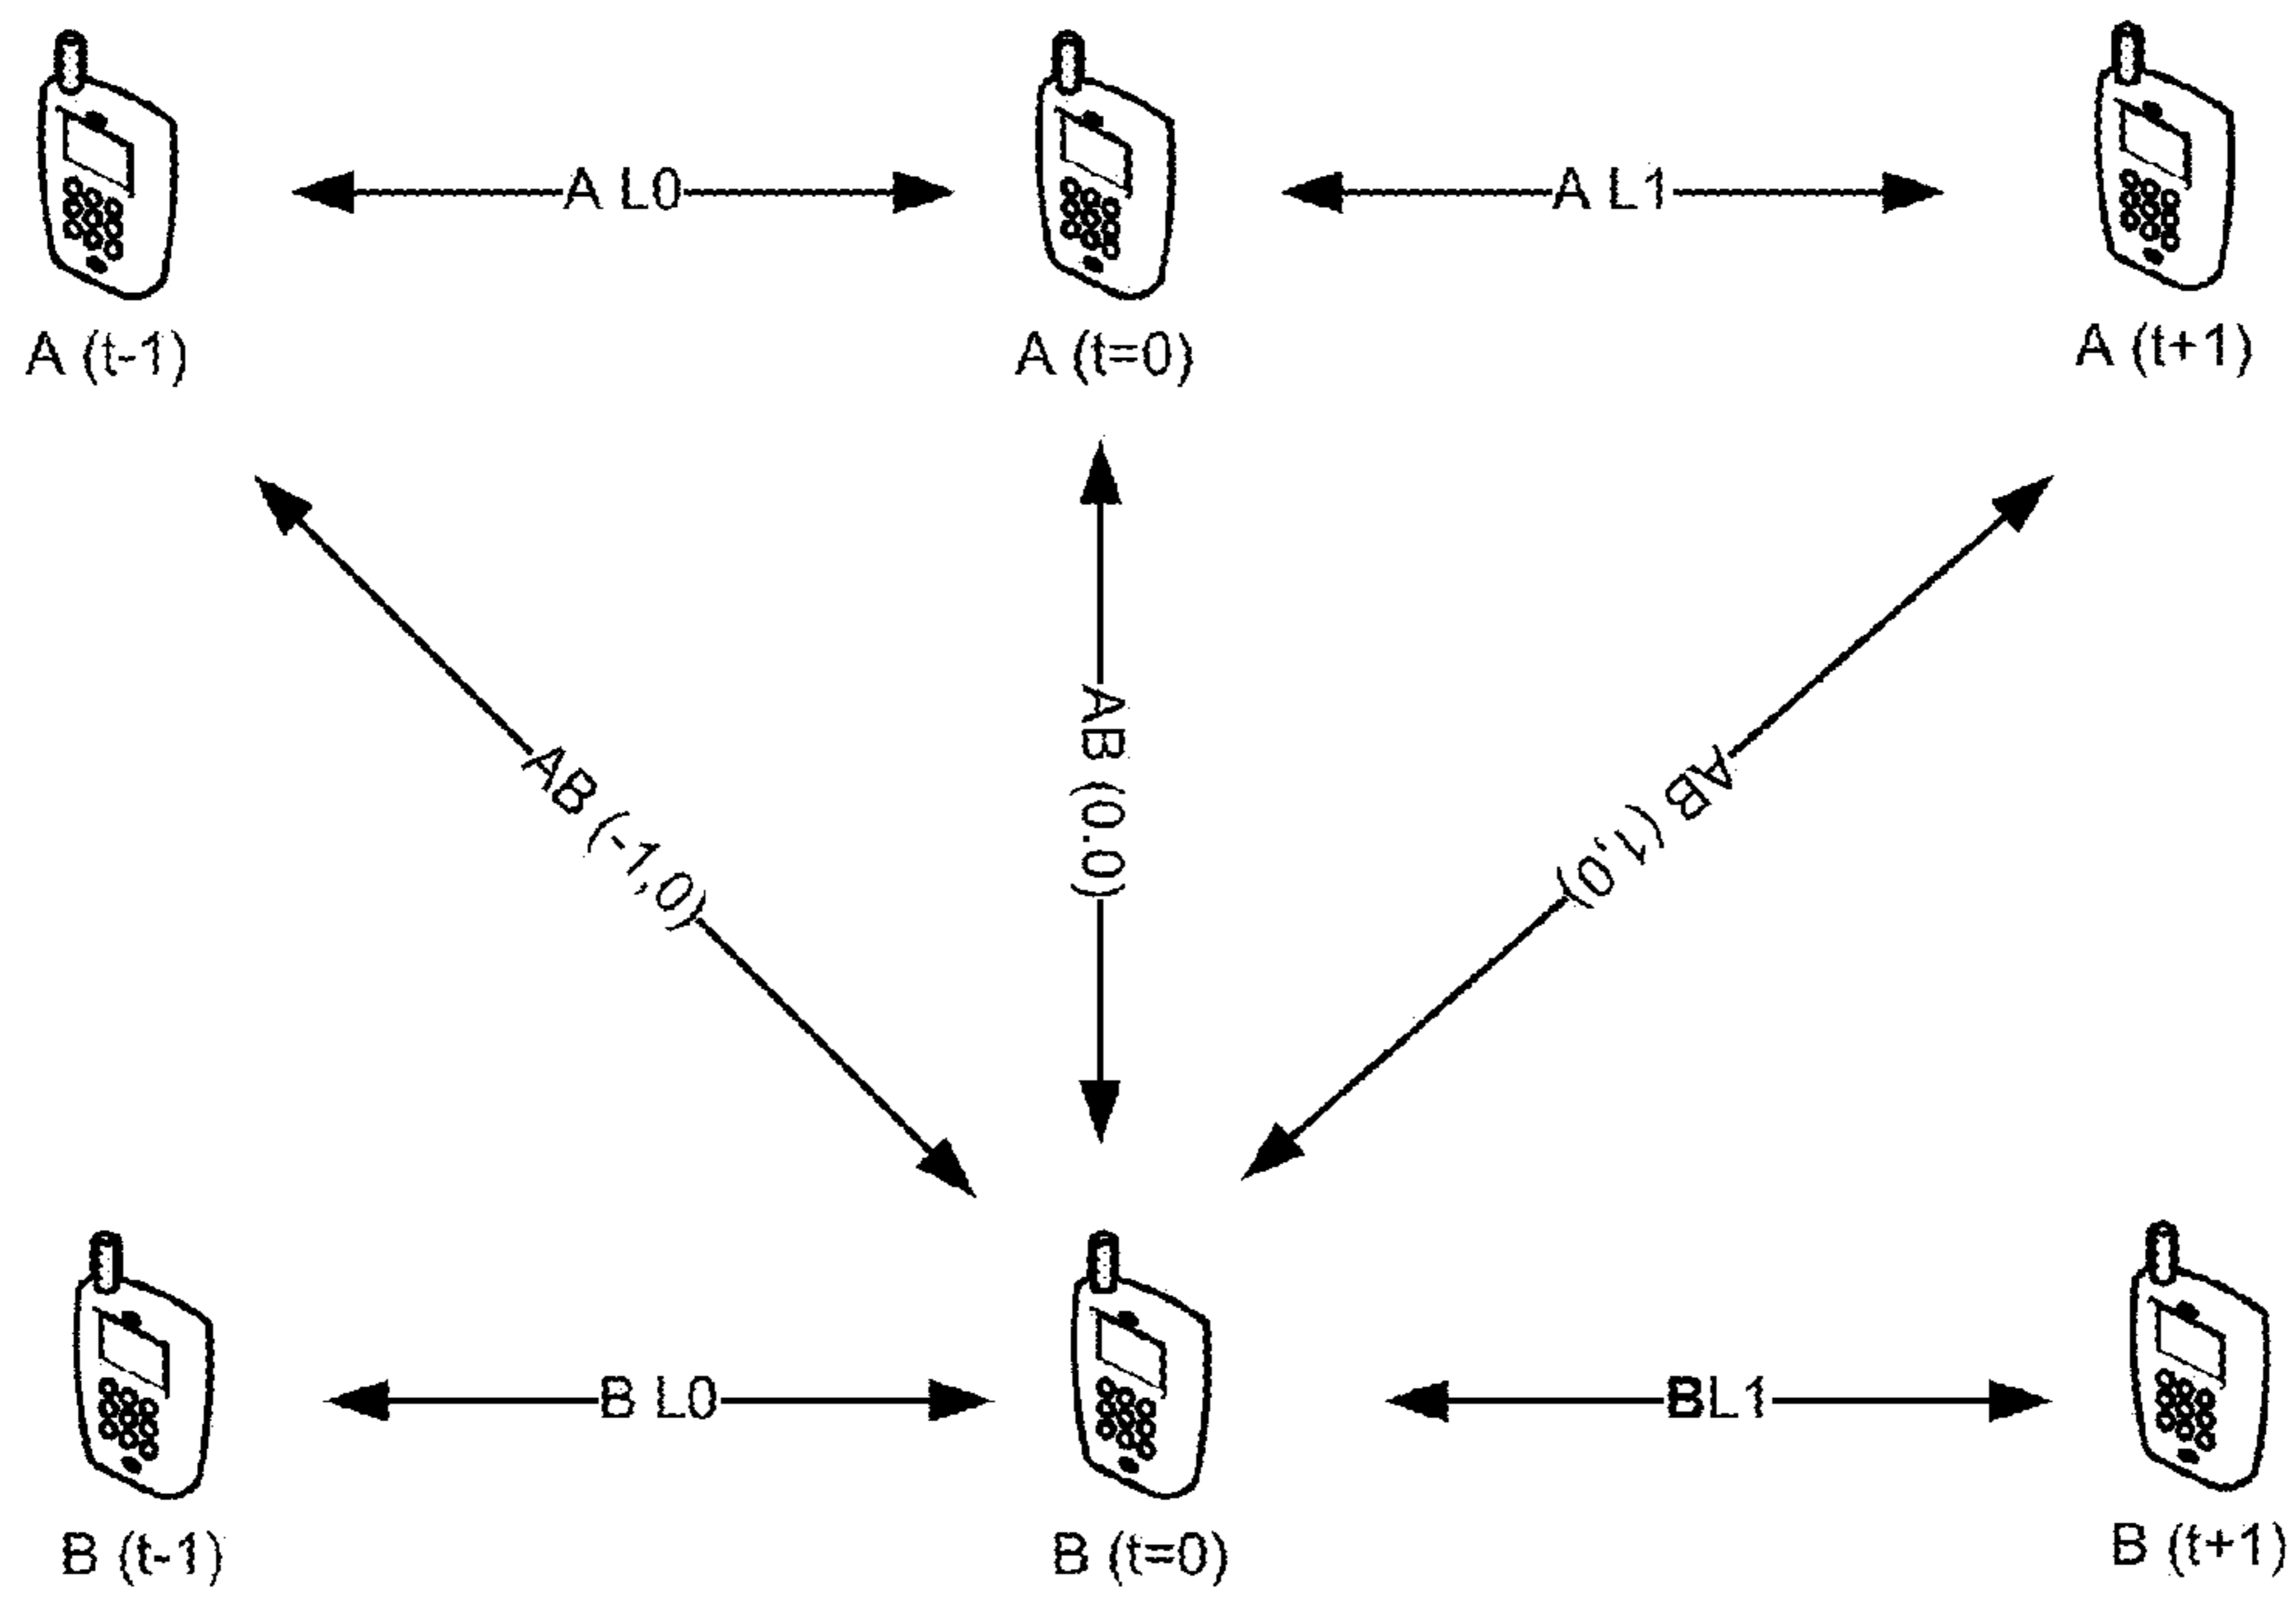 A L0
A L1
A (t-1)
A (t=0)
A (t+1)
AB (-1,0)
AB (0.0)
AB (1,0)
B L0
BL1
B (t-1)
B (t=0)
B (t+1)